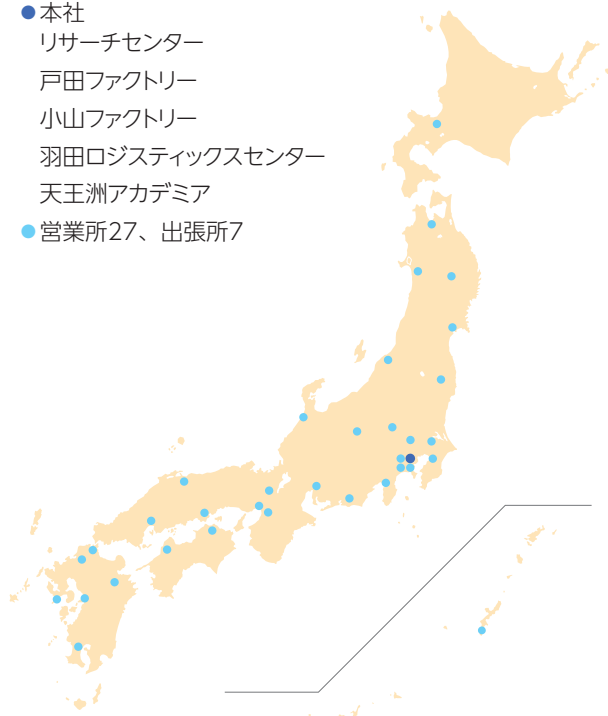 ●本社
リサーチセンター
戸田ファクトリー
小山ファクトリー
羽田ロジスティックスセンター
天王洲アカデミア
●営業所27、出張所7